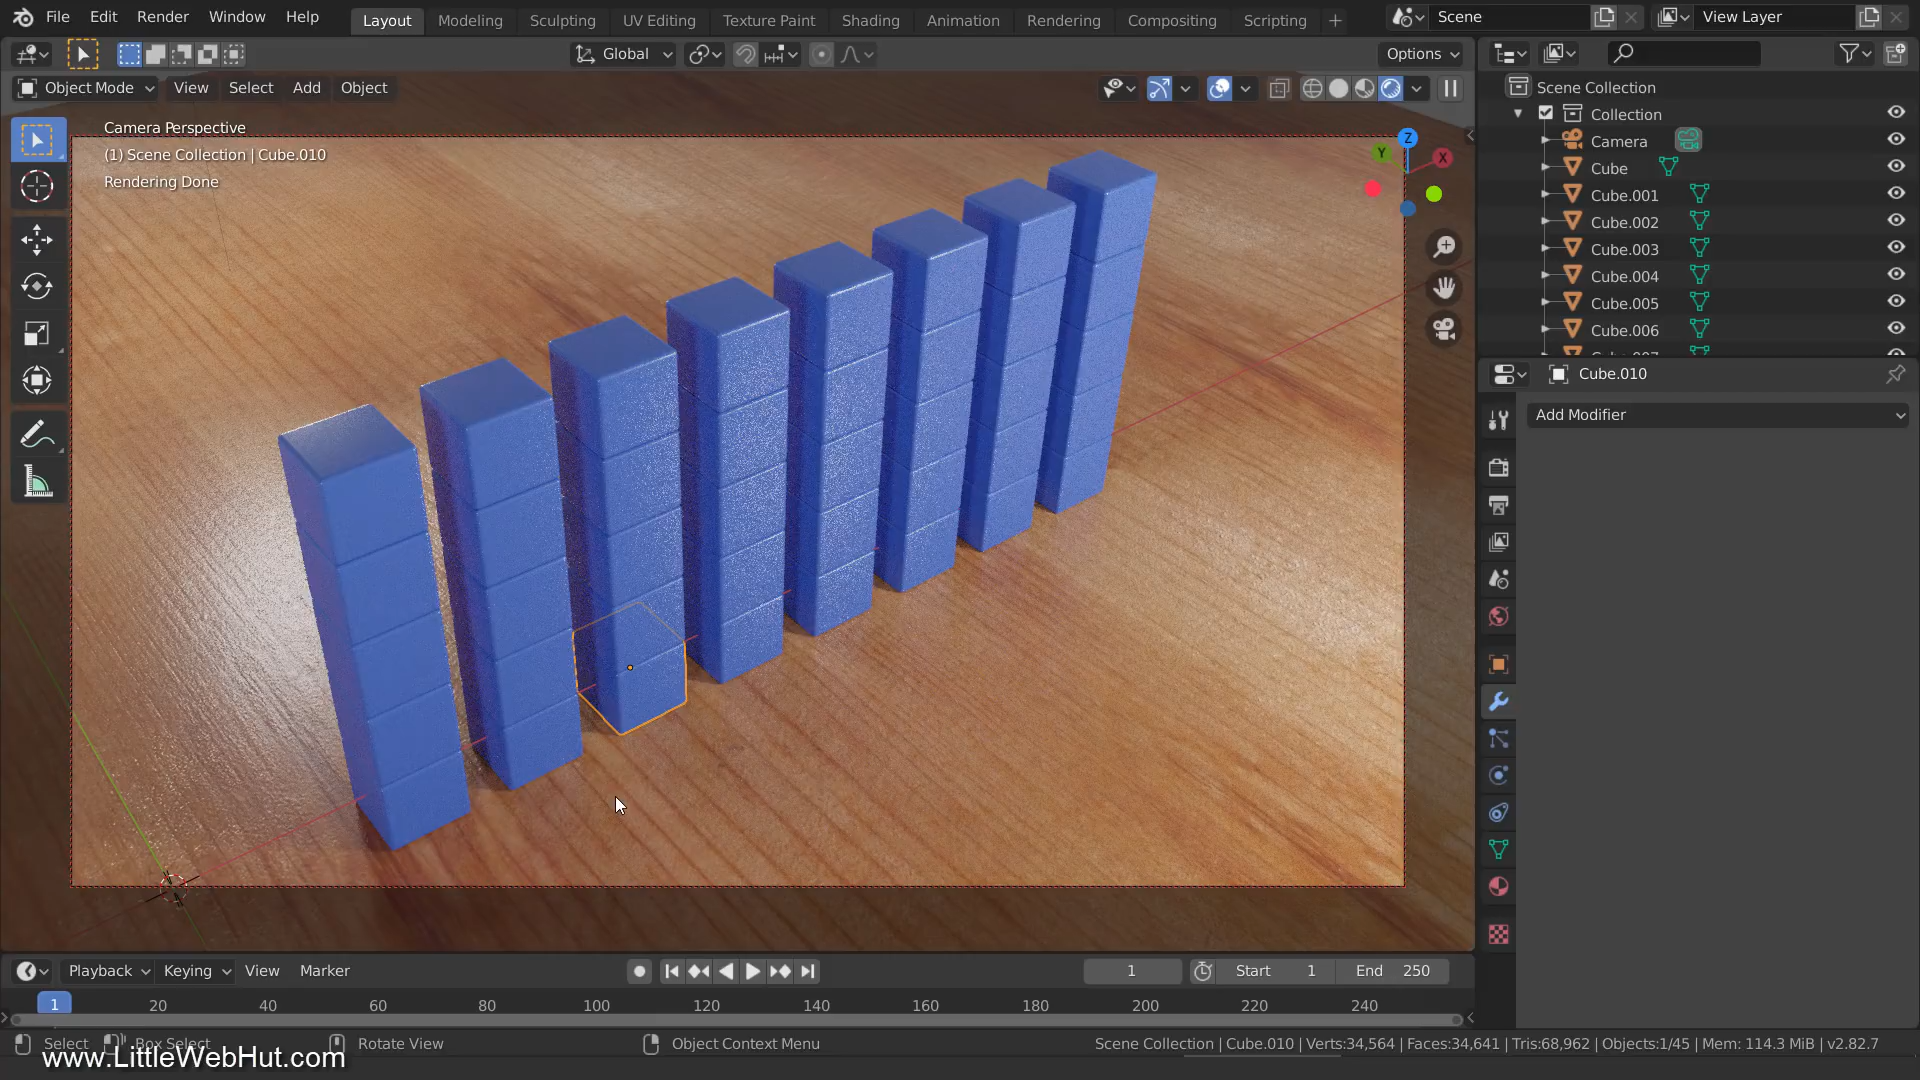 File Edit Render Window Help Layout Modeling Sculpting UV Editing Texture Paint Shading Animation Rendering Compositing Scripting + Scene View Layer
Global Options
Object Mode View Select Add Object
Camera Perspective
(1) Scene Collection | Cube.010
Rendering Done
Z
Y
X
Scene Collection
Collection
Camera
Cube
Cube.001
Cube.002
Cube.003
Cube.004
Cube.005
Cube.006
Cube.007
Cube.010
Add Modifier
Playback Keying View Marker 1 Start 1 End 250
1 20 40 60 80 100 120 140 160 180 200 220 240
Select Box Select Rotate View Object Context Menu Scene Collection | Cube.010 | Verts:34,564 | Faces:34,641 | Tris:68,962 | Objects:1/45 | Mem: 114.3 MiB | v2.82.7
www.LittleWebHut.com